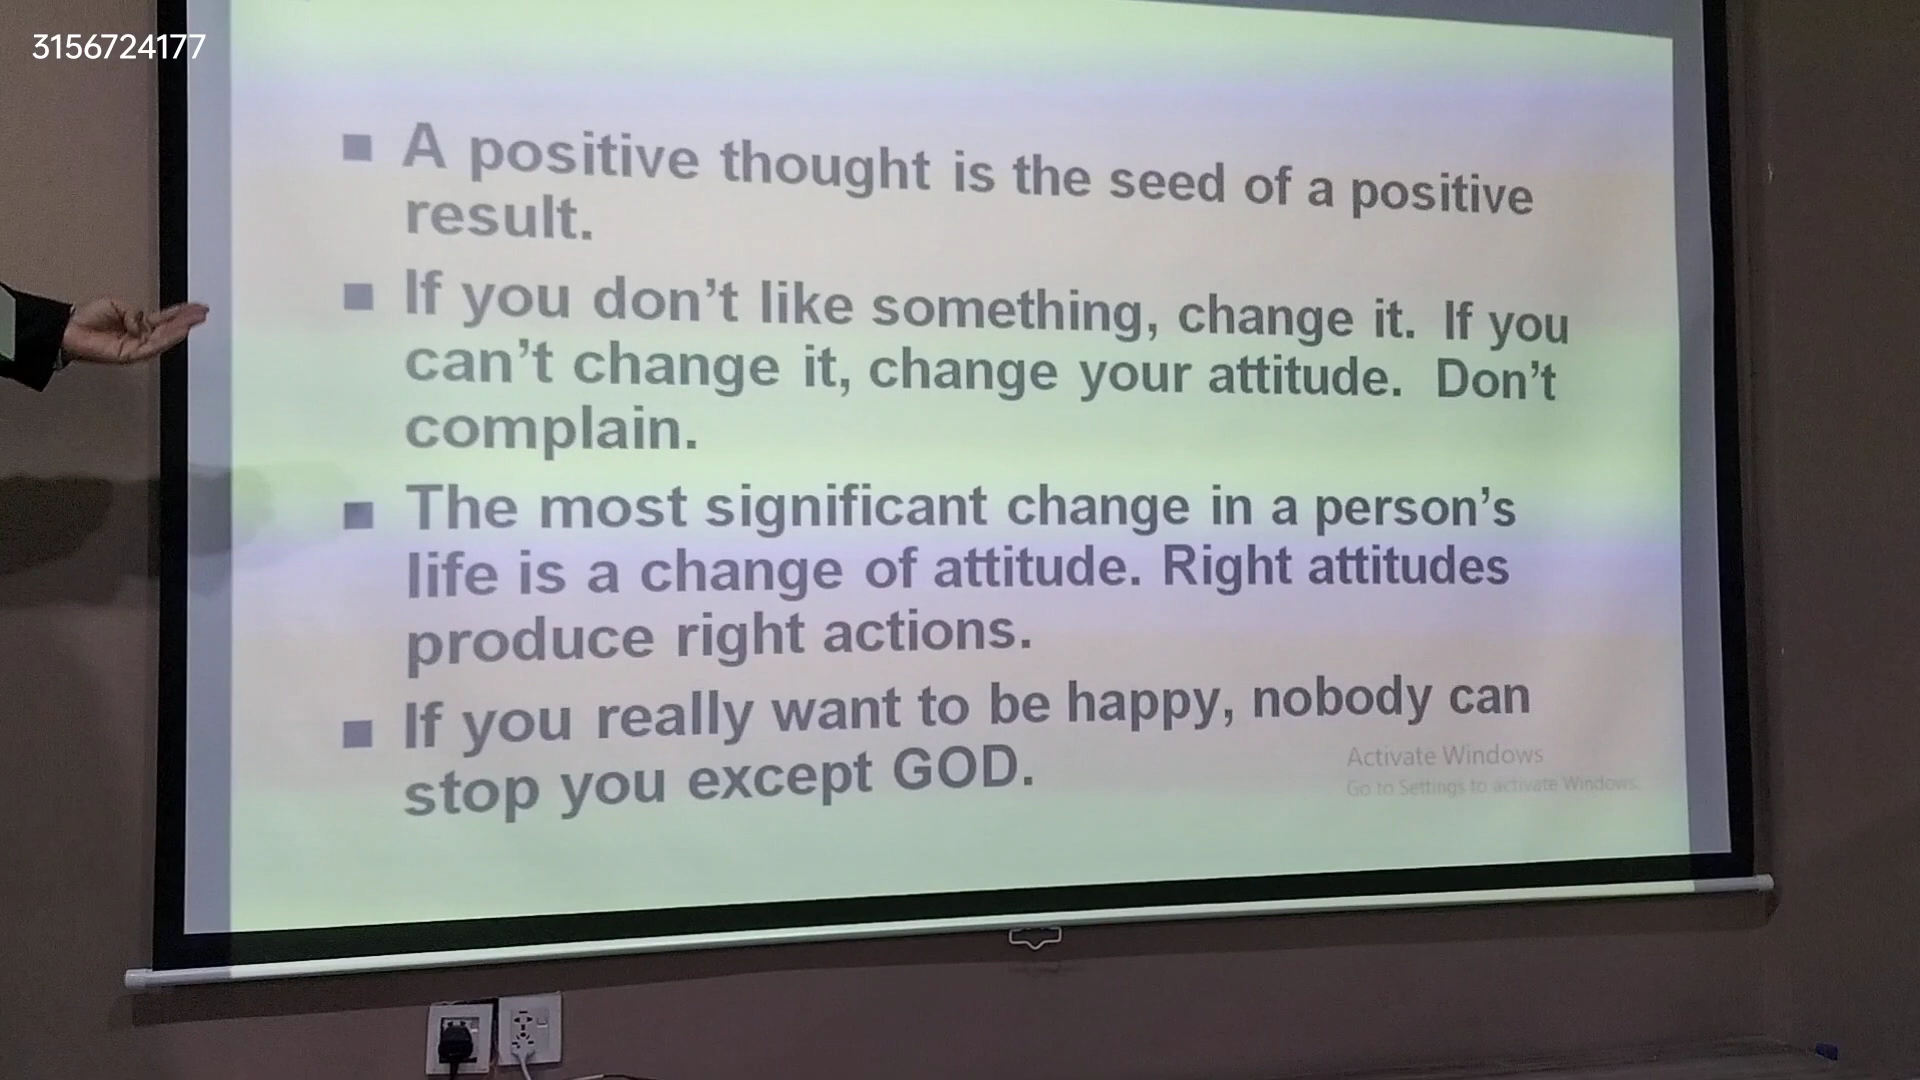 3156724177
A positive thought is the seed of a positive
result.
If you don't like something, change it. If you
can't change it, change your attitude. Don't
complain.
The most significant change in a person's
life is a change of attitude. Right attitudes
produce right actions.
If you really want to be happy, nobody can
stop you except GOD.
Activate Windows
Go to Settings to activate Windows.